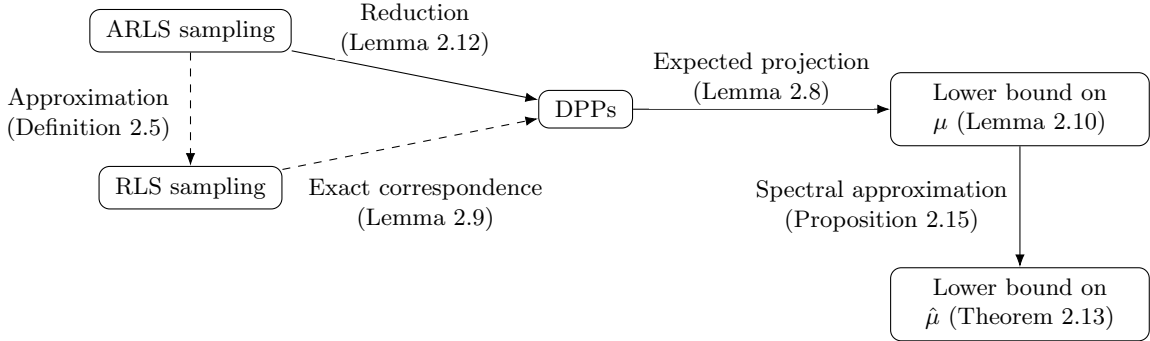 ARLS sampling
Reduction
(Lemma 2.12)
Approximation
(Definition 2.5)
RLS sampling
Exact correspondence
(Lemma 2.9)
DPPs
Expected projection
(Lemma 2.8)
Lower bound on
μ (Lemma 2.10)
Spectral approximation
(Proposition 2.15)
Lower bound on
μ̂ (Theorem 2.13)